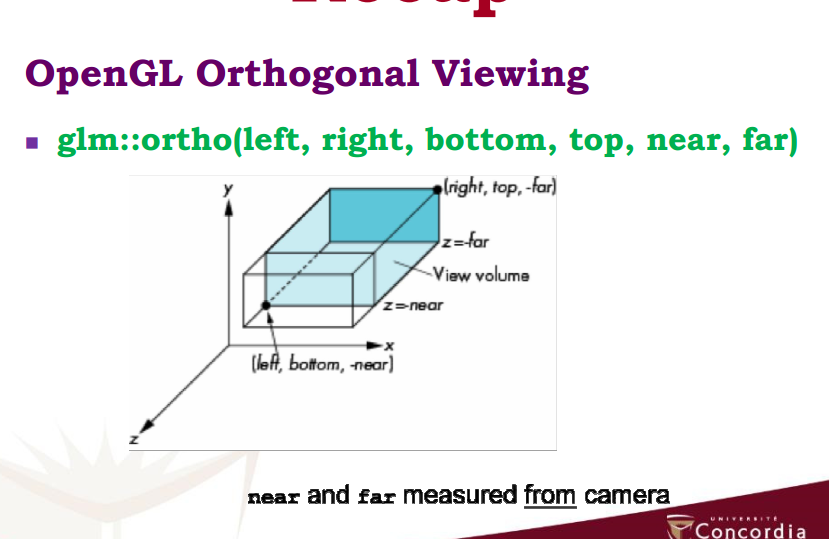 Recap
OpenGL Orthogonal Viewing
glm::ortho(left, right, bottom, top, near, far)
y
(right, top, -far)
z=-far
View volume
z=-near
x
(left, bottom, -near)
z
near and far measured from camera
UNIVERSITÉ
Concordia